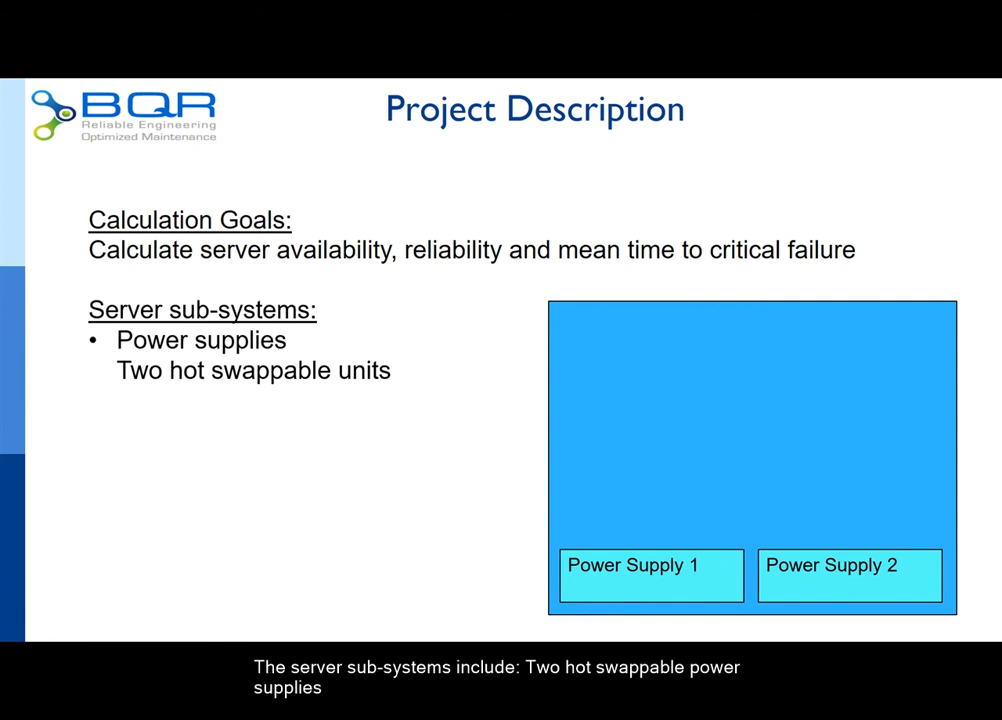 BQR
Reliable Engineering
Optimized Maintenance
Project Description
Calculation Goals:
Calculate server availability, reliability and mean time to critical failure
Server sub-systems:
• Power supplies
Two hot swappable units
Power Supply 1
Power Supply 2
The server sub-systems include: Two hot swappable power
supplies